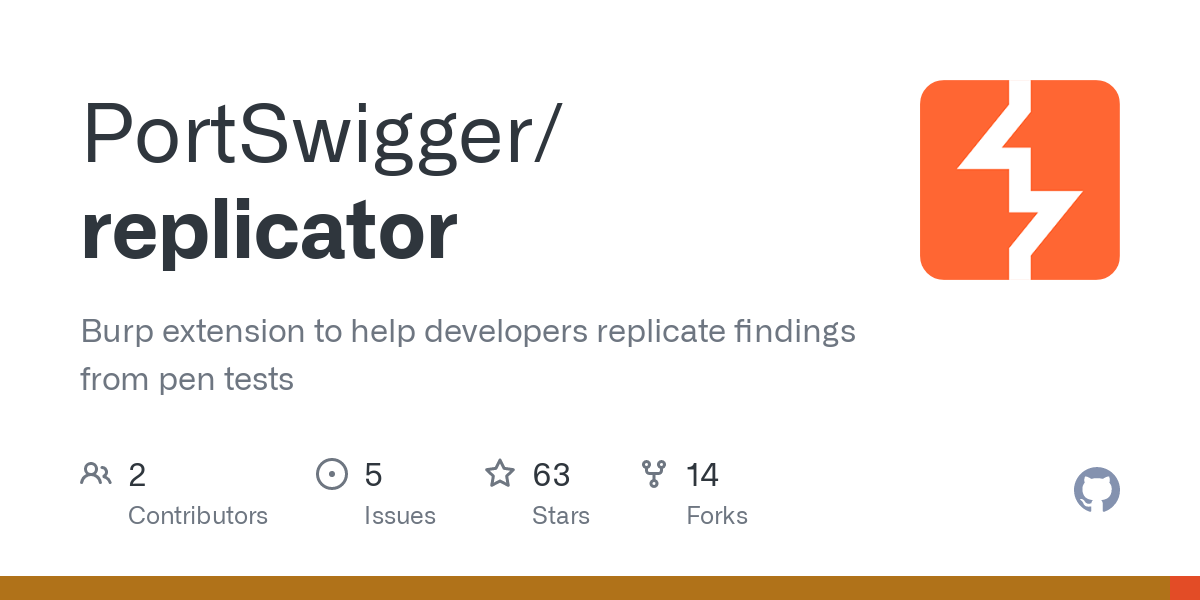 PortSwigger/
replicator
Burp extension to help developers replicate findings
from pen tests
2
Contributors
5
Issues
63
Stars
14
Forks